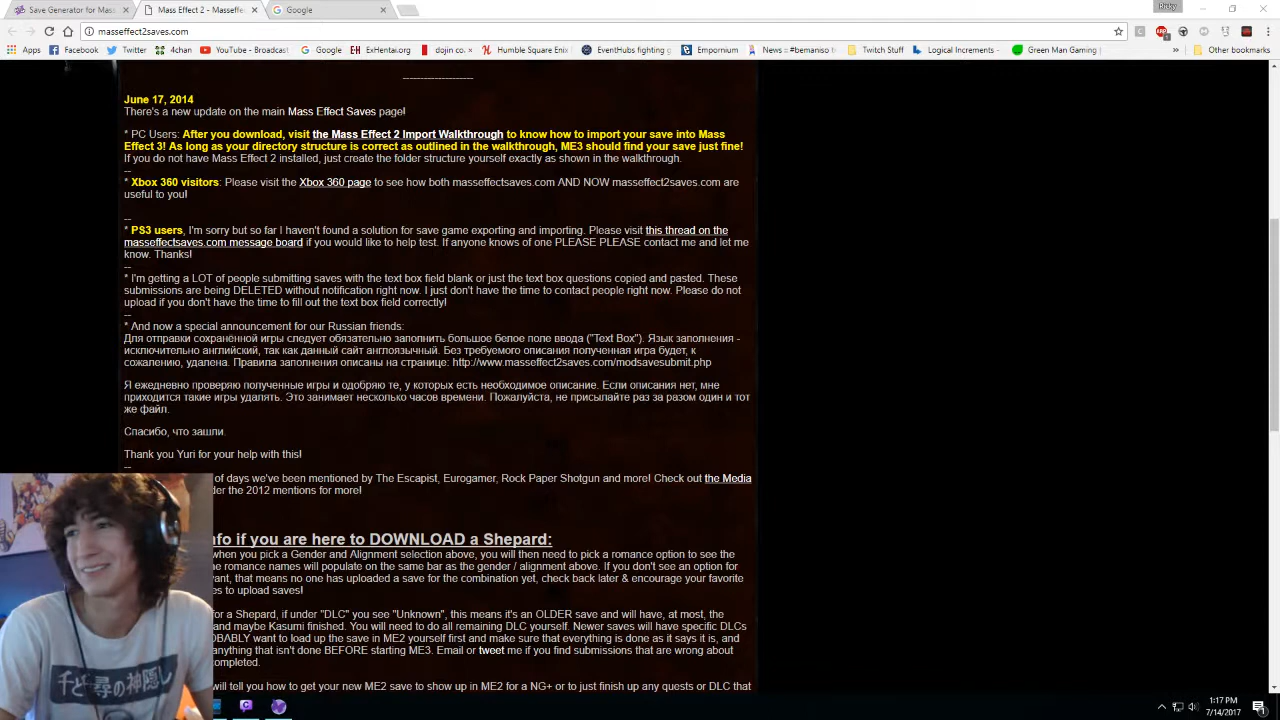 Save Generator for Mas
Mass Effect 2 - Masseffe
Google
Ricky
masseffect2saves.com
Apps
Facebook
Twitter
4chan
YouTube - Broadcast
Google
ExHentai.org
dojin co.
Humble Square Enix
EventHubs fighting g
Empornium
News :: #bemaniso
Twitch Stuff
Logical Increments
Green Man Gaming |
»
Other bookmarks
--------------------
June 17, 2014
There's a new update on the main Mass Effect Saves page!
* PC Users: After you download, visit the Mass Effect 2 Import Walkthrough to know how to import your save into Mass
Effect 3! As long as your directory structure is correct as outlined in the walkthrough, ME3 should find your save just fine!
If you do not have Mass Effect 2 installed, just create the folder structure yourself exactly as shown in the walkthrough.
--
* Xbox 360 visitors: Please visit the Xbox 360 page to see how both masseffectsaves.com AND NOW masseffect2saves.com are
useful to you!
--
* PS3 users, I'm sorry but so far I haven't found a solution for save game exporting and importing. Please visit this thread on the
masseffectsaves.com message board if you would like to help test. If anyone knows of one PLEASE PLEASE contact me and let me
know. Thanks!
--
* I'm getting a LOT of people submitting saves with the text box field blank or just the text box questions copied and pasted. These
submissions are being DELETED without notification right now. I just don't have the time to contact people right now. Please do not
upload if you don't have the time to fill out the text box field correctly!
--
* And now a special announcement for our Russian friends:
Для отправки сохранённой игры следует обязательно заполнить большое белое поле ввода ("Text Box"). Язык заполнения -
исключительно английский, так как данный сайт англоязычный. Без требуемого описания полученная игра будет, к
сожалению, удалена. Правила заполнения описаны на странице: http://www.masseffect2saves.com/modsavesubmit.php
Я ежедневно проверяю полученные игры и одобряю те, у которых есть необходимое описание. Если описания нет, мне
приходится такие игры удалять. Это занимает несколько часов времени. Пожалуйста, не присылайте раз за разом один и тот
же файл.
Спасибо, что зашли.
Thank you Yuri for your help with this!
--
of days we've been mentioned by The Escapist, Eurogamer, Rock Paper Shotgun and more! Check out the Media
der the 2012 mentions for more!
nfo if you are here to DOWNLOAD a Shepard:
when you pick a Gender and Alignment selection above, you will then need to pick a romance option to see the
e romance names will populate on the same bar as the gender / alignment above. If you don't see an option for
vant, that means no one has uploaded a save for the combination yet, check back later & encourage your favorite
es to upload saves!
for a Shepard, if under "DLC" you see "Unknown", this means it's an OLDER save and will have, at most, the
and maybe Kasumi finished. You will need to do all remaining DLC yourself. Newer saves will have specific DLCs
OBABLY want to load up the save in ME2 yourself first and make sure that everything is done as it says it is, and
anything that isn't done BEFORE starting ME3. Email or tweet me if you find submissions that are wrong about
ompleted.
will tell you how to get your new ME2 save to show up in ME2 for a NG+ or to just finish up any quests or DLC that
千と千尋の神隠し
1:17 PM
7/14/2017